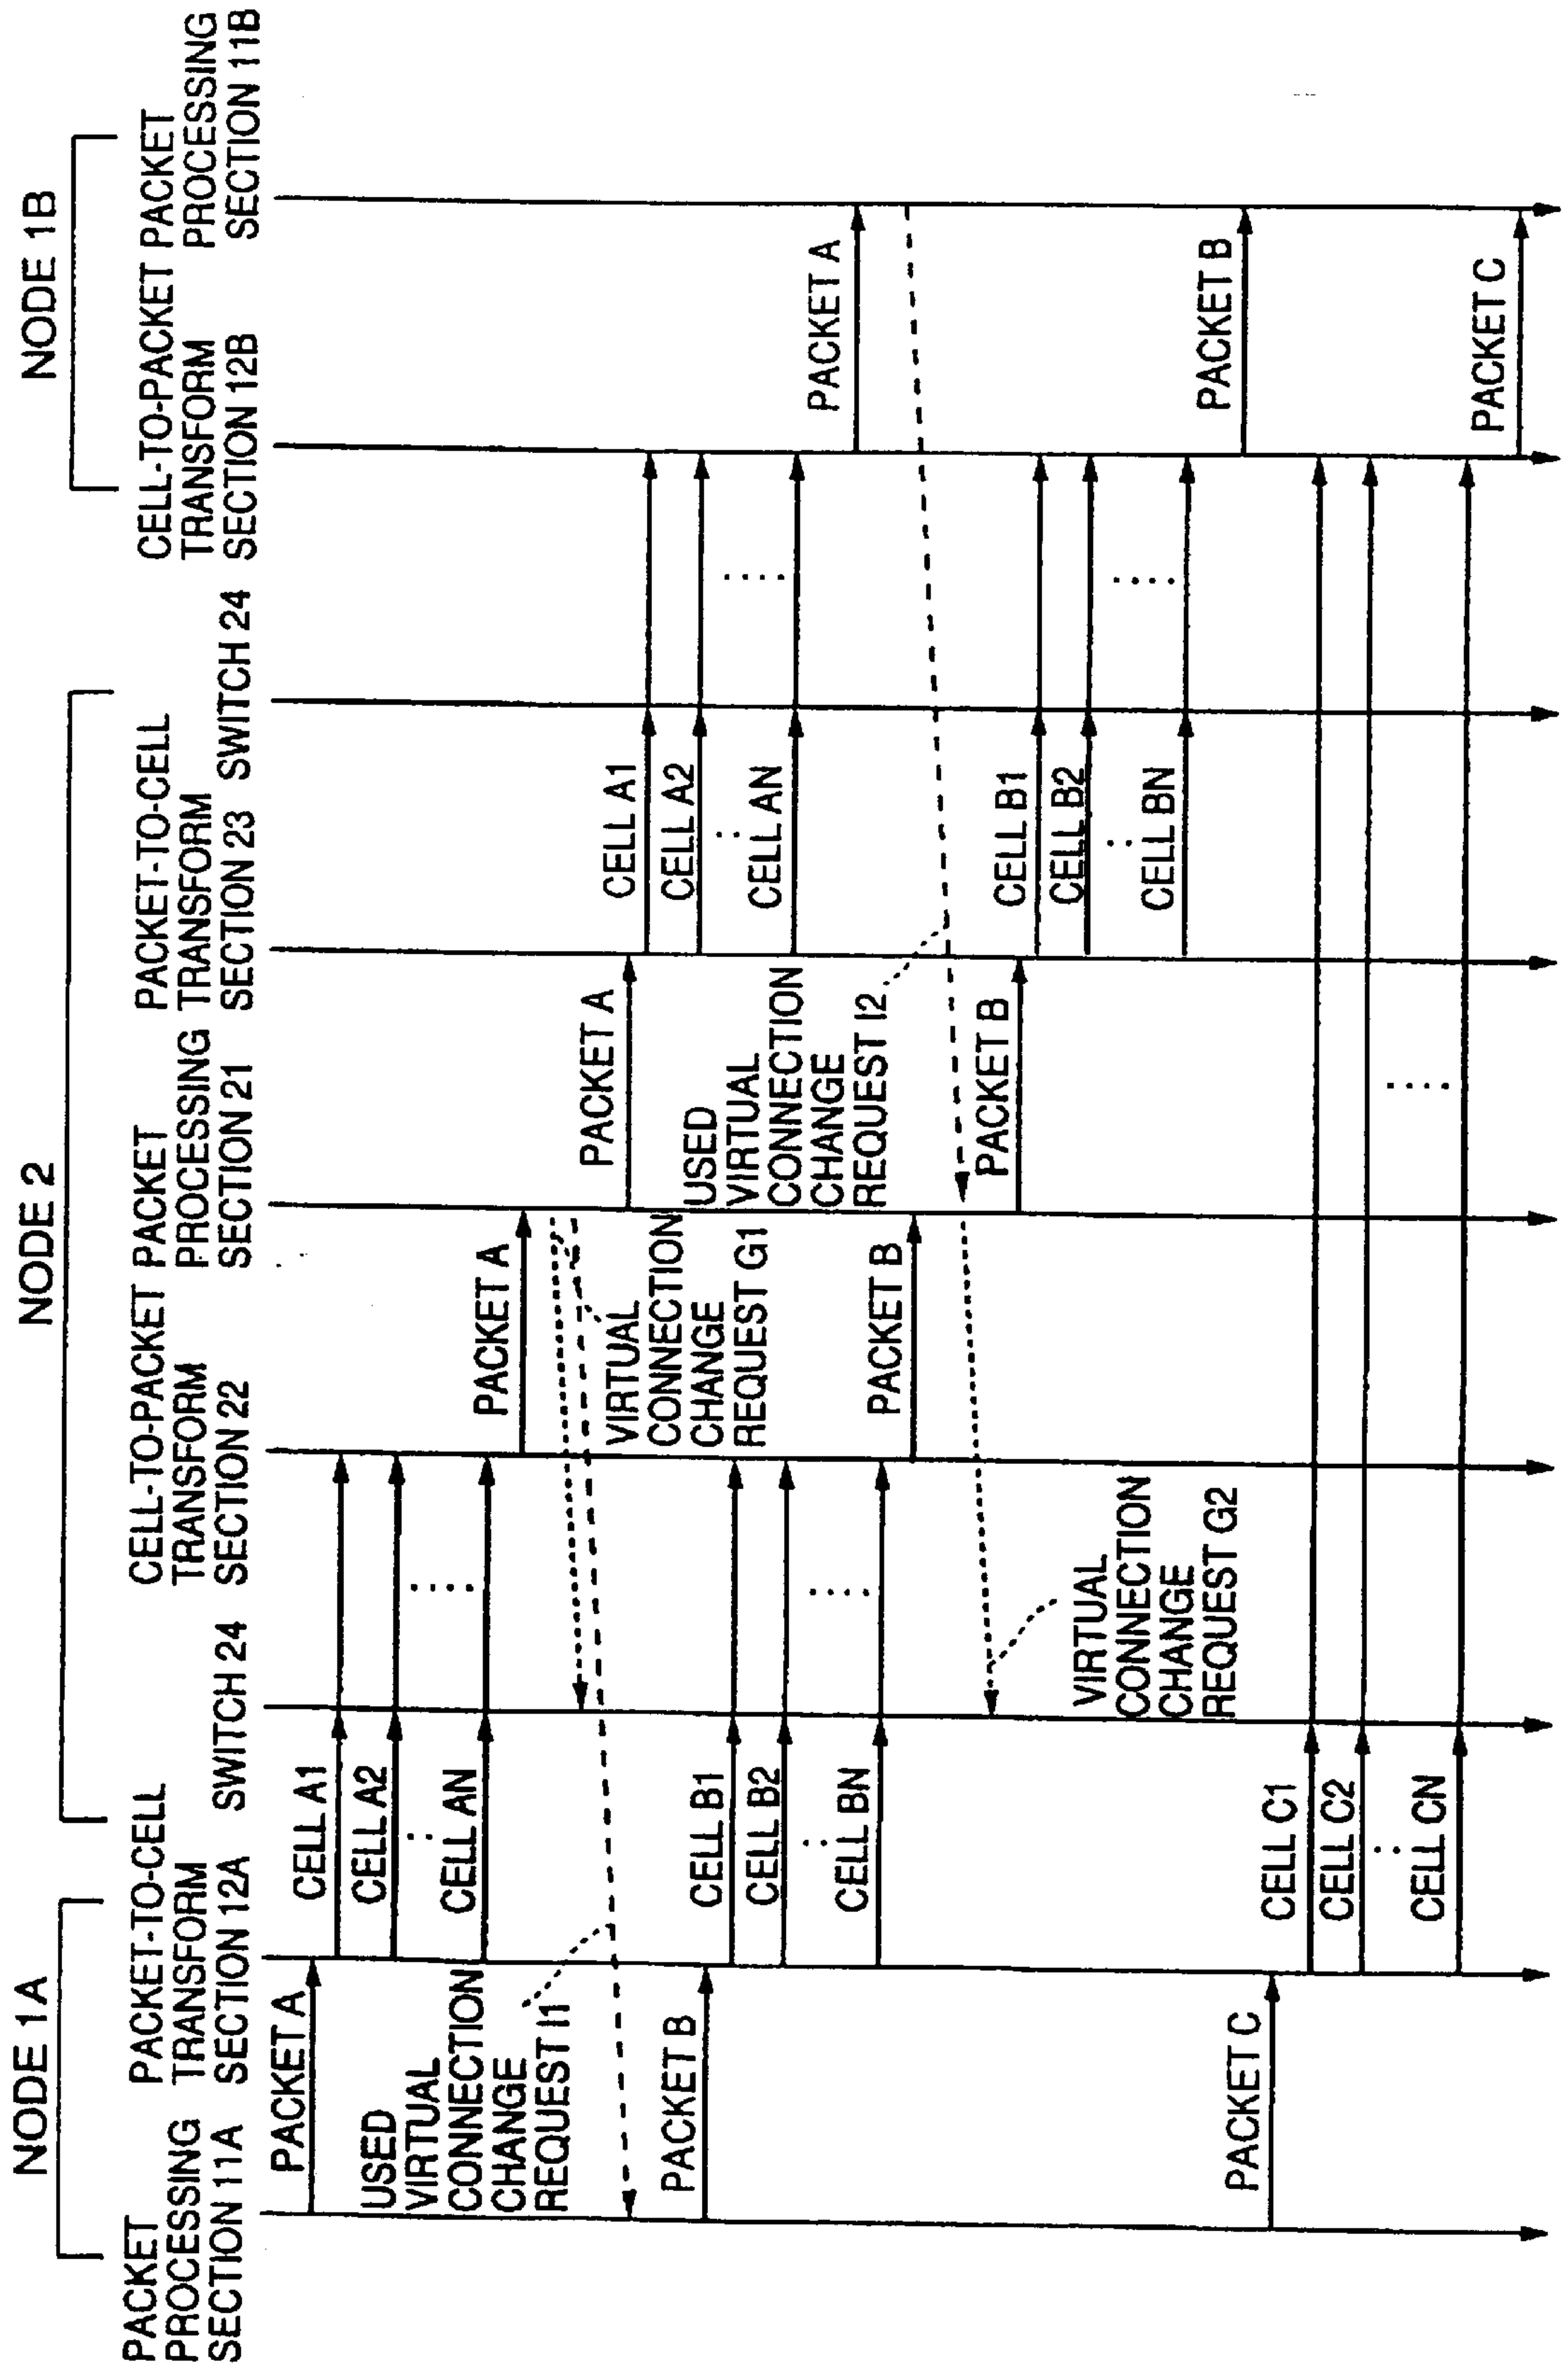 NODE 1A
NODE 2
NODE 1B
PACKET
PROCESSING
SECTION 11A
PACKET-TO-CELL
TRANSFORM
SECTION 12A
SWITCH 24
CELL-TO-PACKET
TRANSFORM
SECTION 22
PACKET
PROCESSING
SECTION 21
PACKET-TO-CELL
TRANSFORM
SECTION 23
SWITCH 24
CELL-TO-PACKET
TRANSFORM
SECTION 12B
PACKET
PROCESSING
SECTION 11B
PACKET A
CELL A1
CELL A2
CELL AN
USED
VIRTUAL
CONNECTION
CHANGE
REQUEST I1
PACKET A
VIRTUAL
CONNECTION
CHANGE
REQUEST G1
PACKET A
CELL A1
CELL A2
CELL AN
PACKET A
USED
VIRTUAL
CONNECTION
CHANGE
REQUEST I2
PACKET B
CELL B1
CELL B2
CELL BN
PACKET B
VIRTUAL
CONNECTION
CHANGE
REQUEST G2
PACKET B
CELL B1
CELL B2
CELL BN
PACKET B
PACKET C
CELL C1
CELL C2
CELL CN
PACKET C